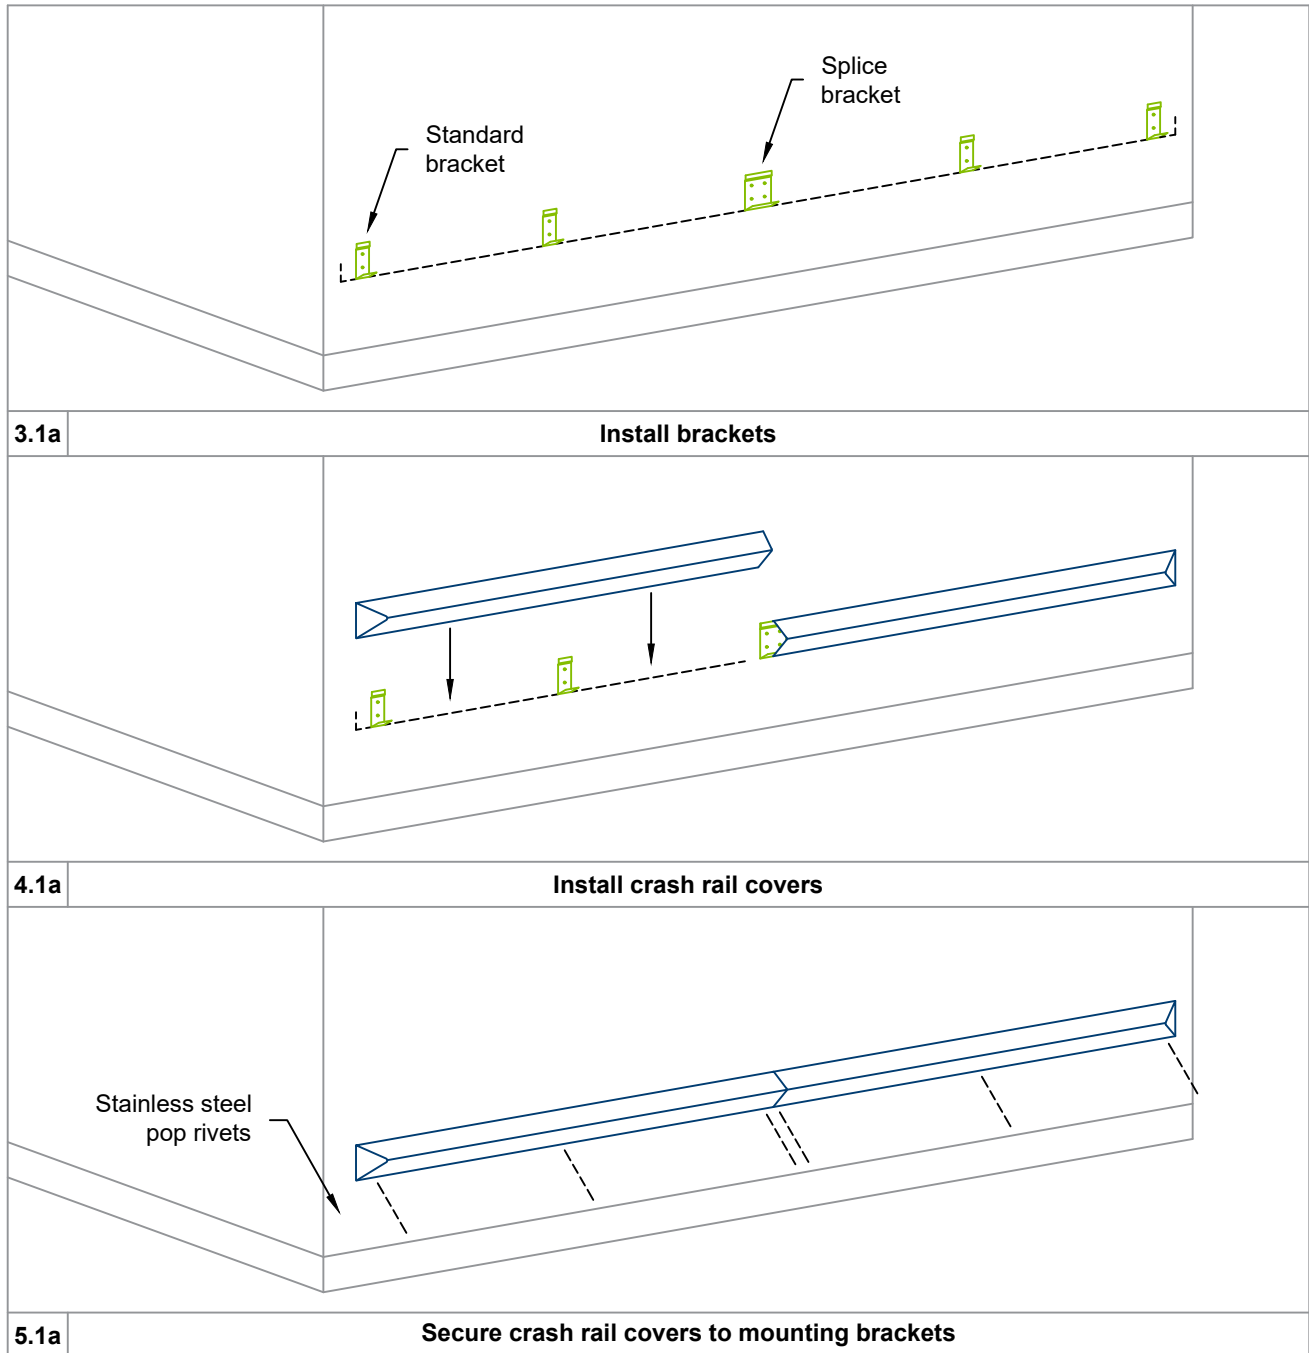 Splice
bracket
Standard
bracket
3.1a
Install brackets
4.1a
Install crash rail covers
Stainless steel
pop rivets
5.1a
Secure crash rail covers to mounting brackets